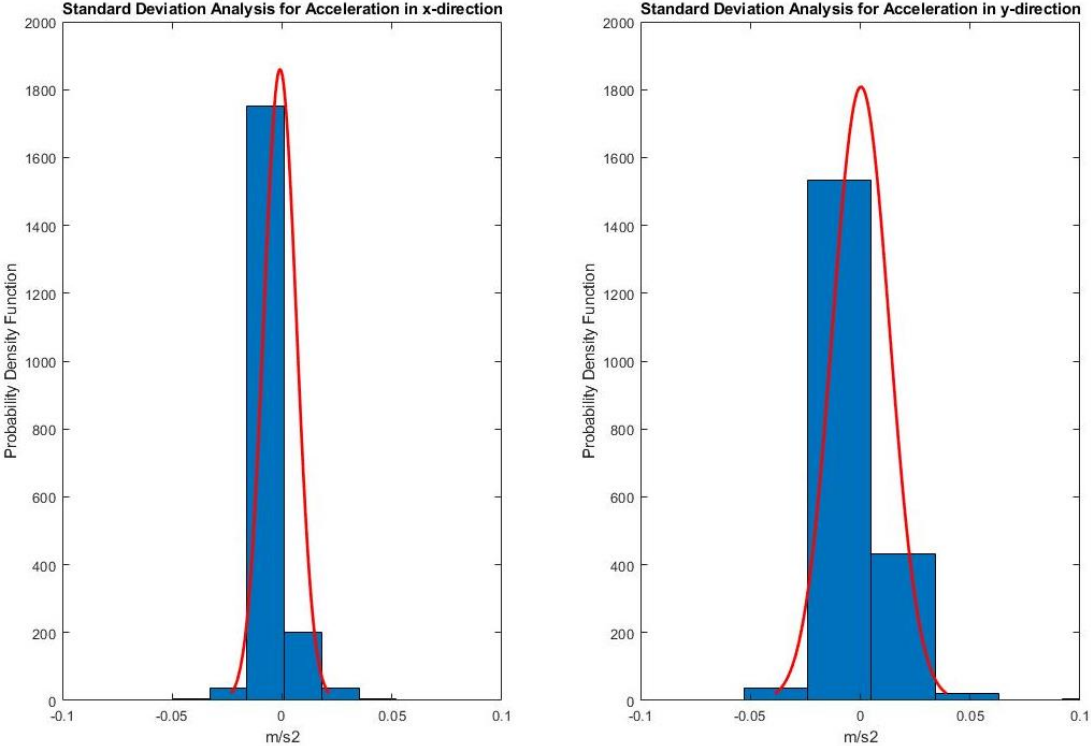 Standard Deviation Analysis for Acceleration in x-direction
2000
1800
1600
1400
1200
1000
800
600
400
200
0
Probability Density Function
-0.1 -0.05 0 0.05 0.1
m/s2
Standard Deviation Analysis for Acceleration in y-direction
2000
1800
1600
1400
1200
1000
800
600
400
200
0
Probability Density Function
-0.1 -0.05 0 0.05 0.1
m/s2